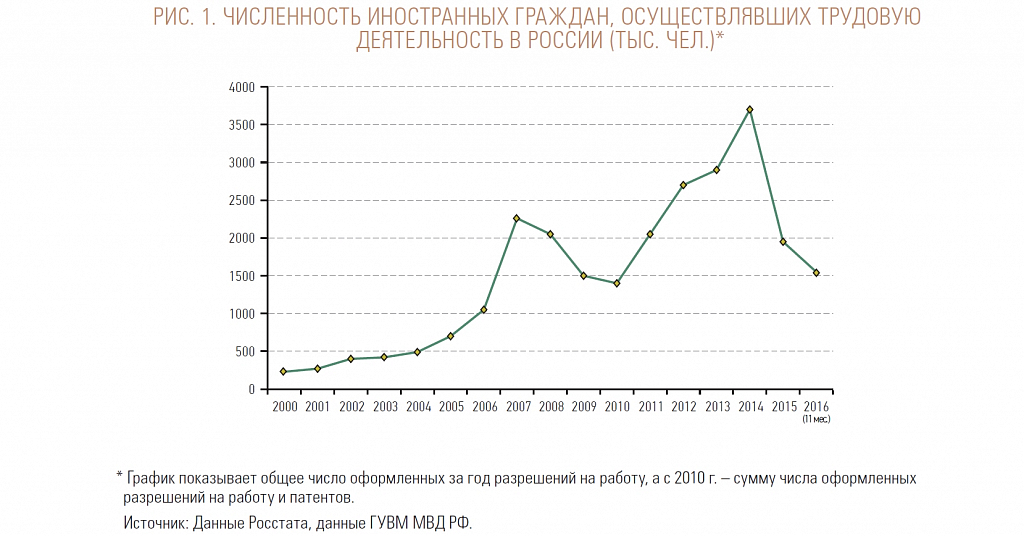 РИС. 1. ЧИСЛЕННОСТЬ ИНОСТРАННЫХ ГРАЖДАН, ОСУЩЕСТВЛЯВШИХ ТРУДОВУЮ
ДЕЯТЕЛЬНОСТЬ В РОССИИ (ТЫС. ЧЕЛ.)*
4000
3500
3000
2500
2000
1500
1000
500
0
2000 2001 2002 2003 2004 2005 2006 2007 2008 2009 2010 2011 2012 2013 2014 2015 2016
(11 мес.)
* График показывает общее число оформленных за год разрешений на работу, а с 2010 г. – сумму числа оформленных
разрешений на работу и патентов.
Источник: Данные Росстата, данные ГУВМ МВД РФ.